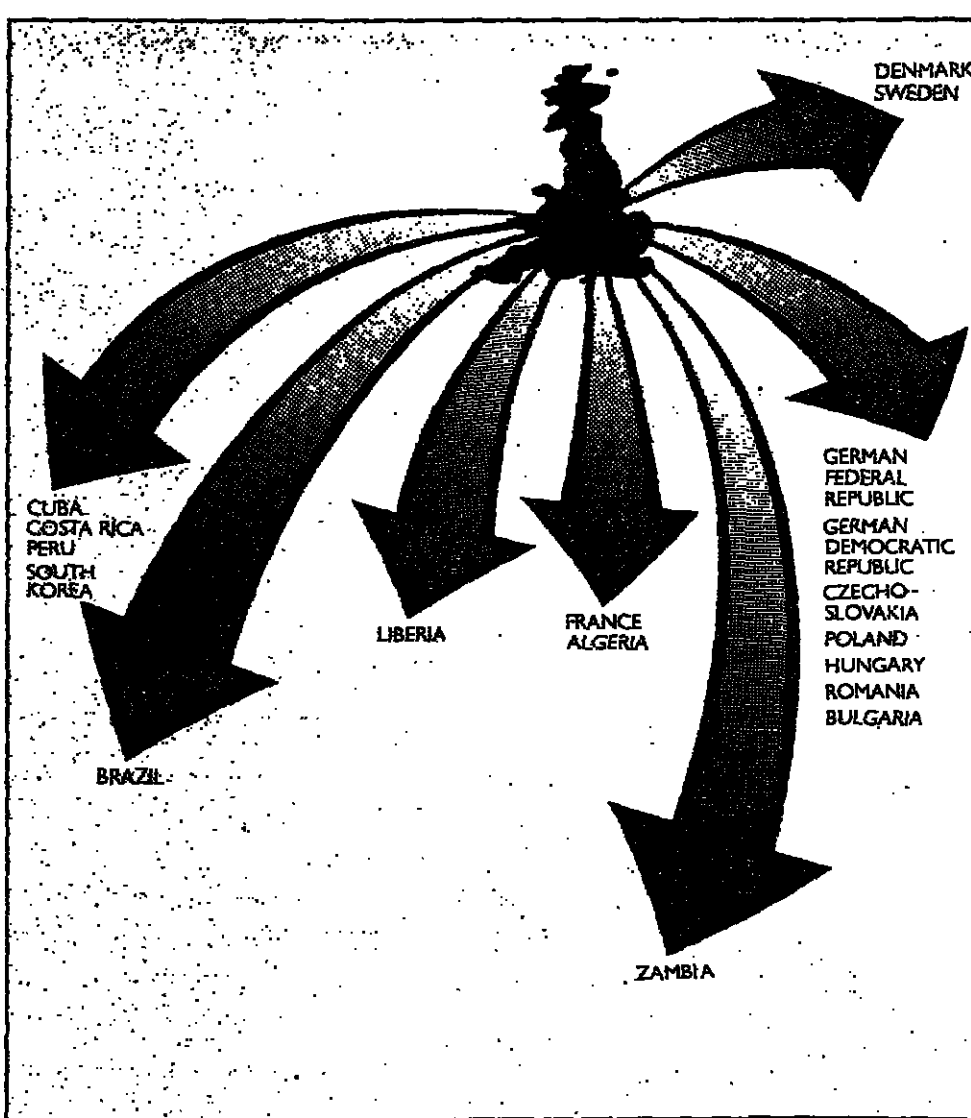 DENMARK
SWEDEN
CUBA
COSTA RICA
PERU
SOUTH
KOREA
BRAZIL
LIBERIA
FRANCE
ALGERIA
ZAMBIA
GERMAN
FEDERAL
REPUBLIC
GERMAN
DEMOCRATIC
REPUBLIC
CZECHO-
SLOVAKIA
POLAND
HUNGARY
ROMANIA
BULGARIA